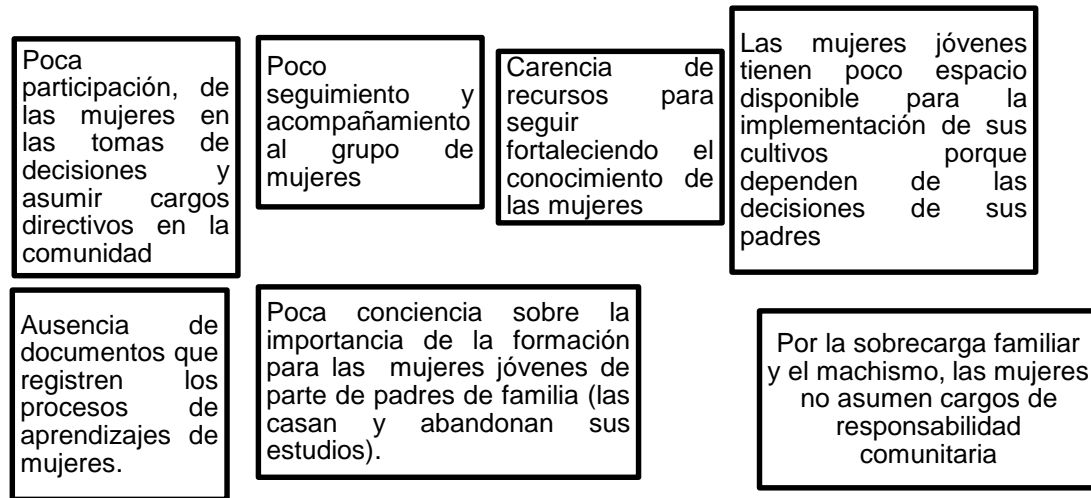 Poca
participación, de
las mujeres en
las tomas de
decisiones y
asumir cargos
directivos en la
comunidad
Poco
seguimiento y
acompañamiento
al grupo de
mujeres
Carencia de
recursos para
seguir
fortaleciendo el
conocimiento de
las mujeres
Las mujeres jóvenes
tienen poco espacio
disponible para la
implementación de sus
cultivos porque
dependen de las
decisiones de sus
padres
Ausencia de
documentos que
registren los
procesos de
aprendizajes de
mujeres.
Poca conciencia sobre la
importancia de la formación
para las mujeres jóvenes de
parte de padres de familia (las
casan y abandonan sus
estudios).
Por la sobrecarga familiar
y el machismo, las mujeres
no asumen cargos de
responsabilidad
comunitaria